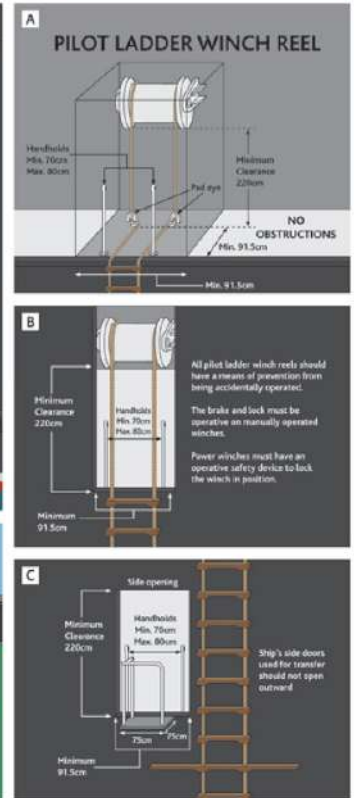 A
PILOT LADDER WINCH REEL
Handholds
Min. 70cm
Max. 80cm
Pad eye
Minimum
Clearance
220cm
NO
OBSTRUCTIONS
Min. 91.5cm
Min. 91.5cm
B
Minimum
Clearance
220cm
Handholds
Min. 70cm
Max. 80cm
Minimum
91.5cm
All pilot ladder winch reels should
have a means of prevention from
being accidentally operated.
The brake and lock must be
operative on manually operated
winches.
Power winches must have an
operative safety device to lock
the winch in position.
C
Side opening
Minimum
Clearance
220cm
Handholds
Min. 70cm
Max. 80cm
75cm
75cm
Minimum
91.5cm
Ship's side doors
used for transfer
should not open
outward